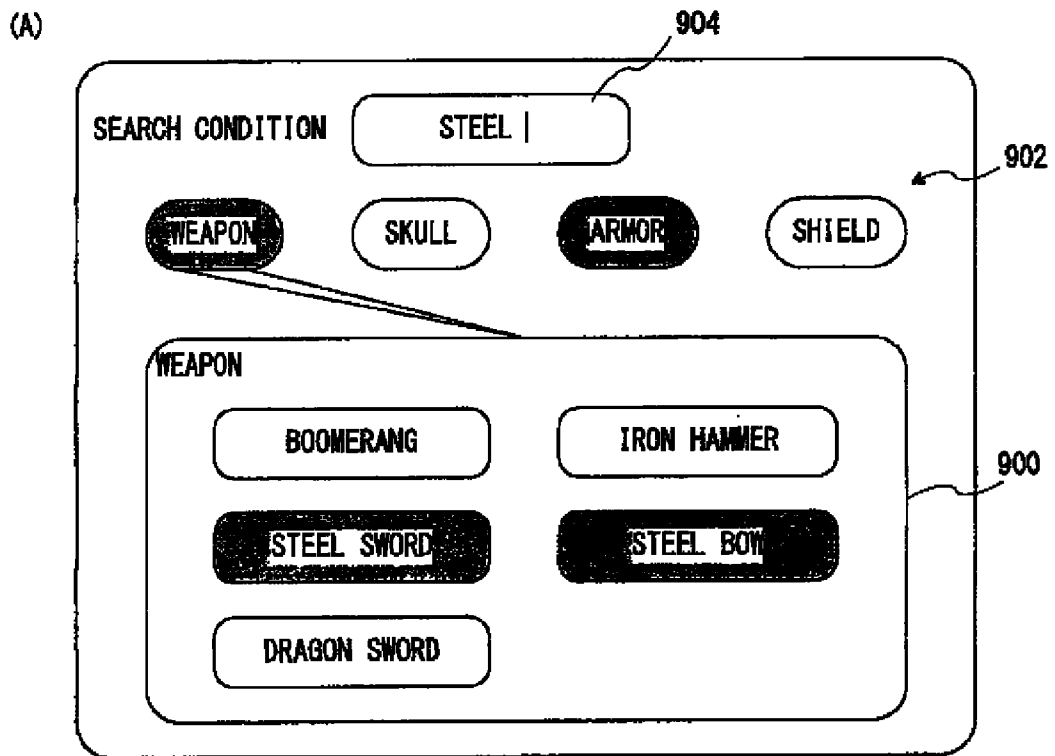 (A)
904
SEARCH CONDITION STEEL |
902
WEAPON SKULL ARMOR SHIELD
WEAPON
BOOMERANG IRON HAMMER
900
STEEL SWORD STEEL BOW
DRAGON SWORD